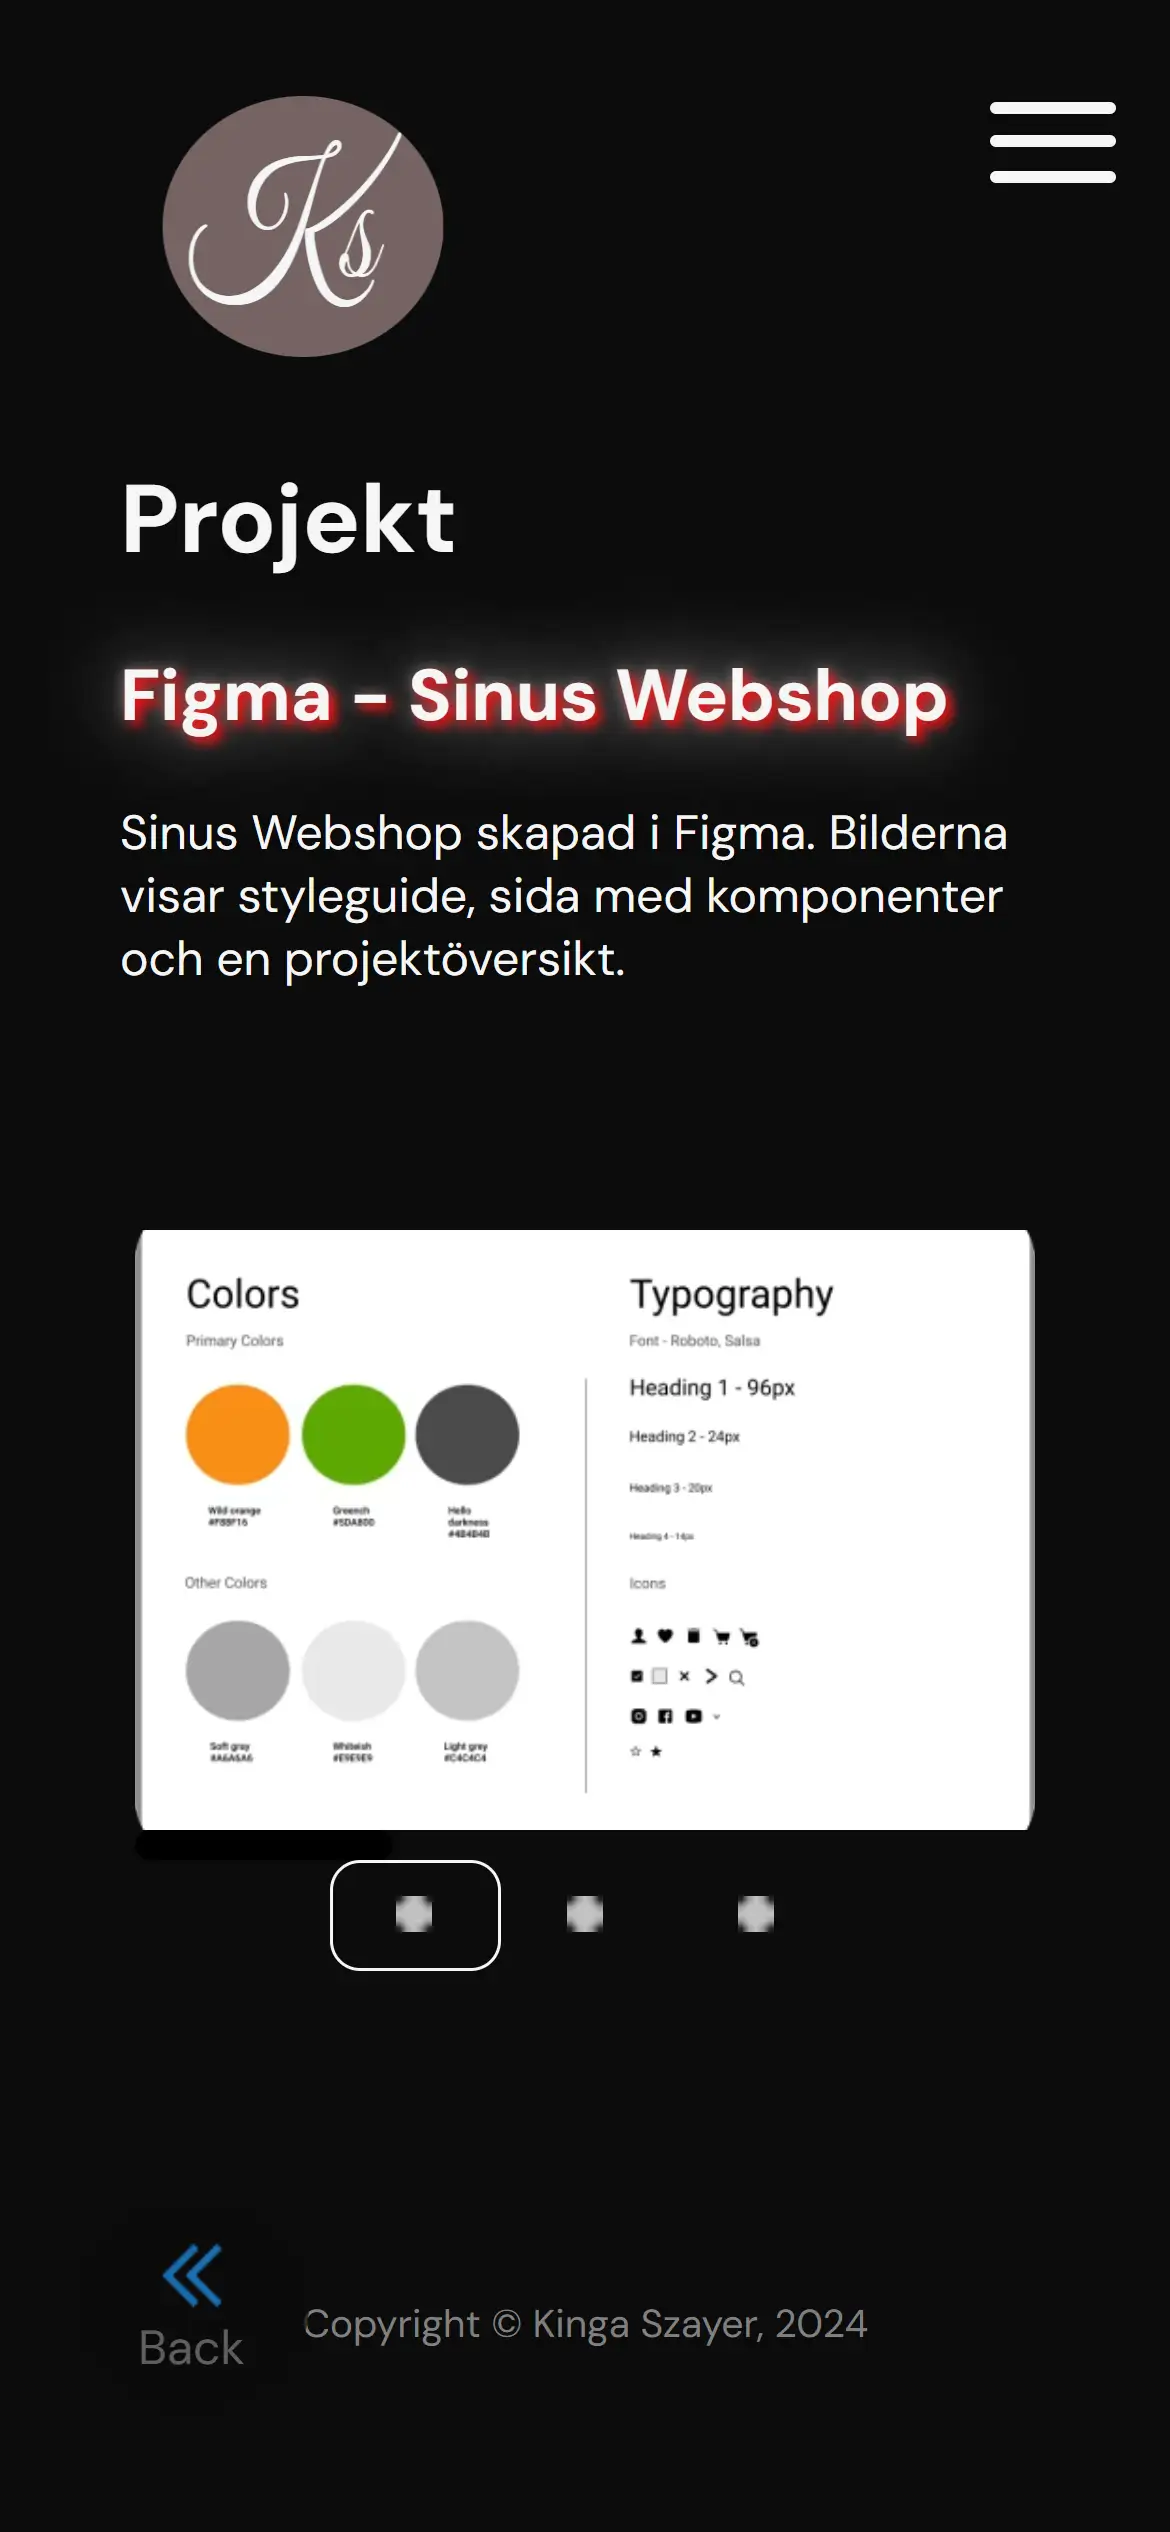 Ks
Projekt
Figma - Sinus Webshop
Sinus Webshop skapad i Figma. Bilderna
visar styleguide, sida med komponenter
och en projektöversikt.
Colors
Primary Colors
Wild orange
#F88F16
Greench
#5DA800
Hello
darkness
#4B4B4B
Other Colors
Soft gray
#A6A6A6
Whiteish
#E9E9E9
Light grey
#C4C4C4
Typography
Font - Roboto, Salsa
Heading 1 - 96px
Heading 2 - 24px
Heading 3 - 20px
Heading 4 - 14px
Icons
Back
Copyright © Kinga Szayer, 2024